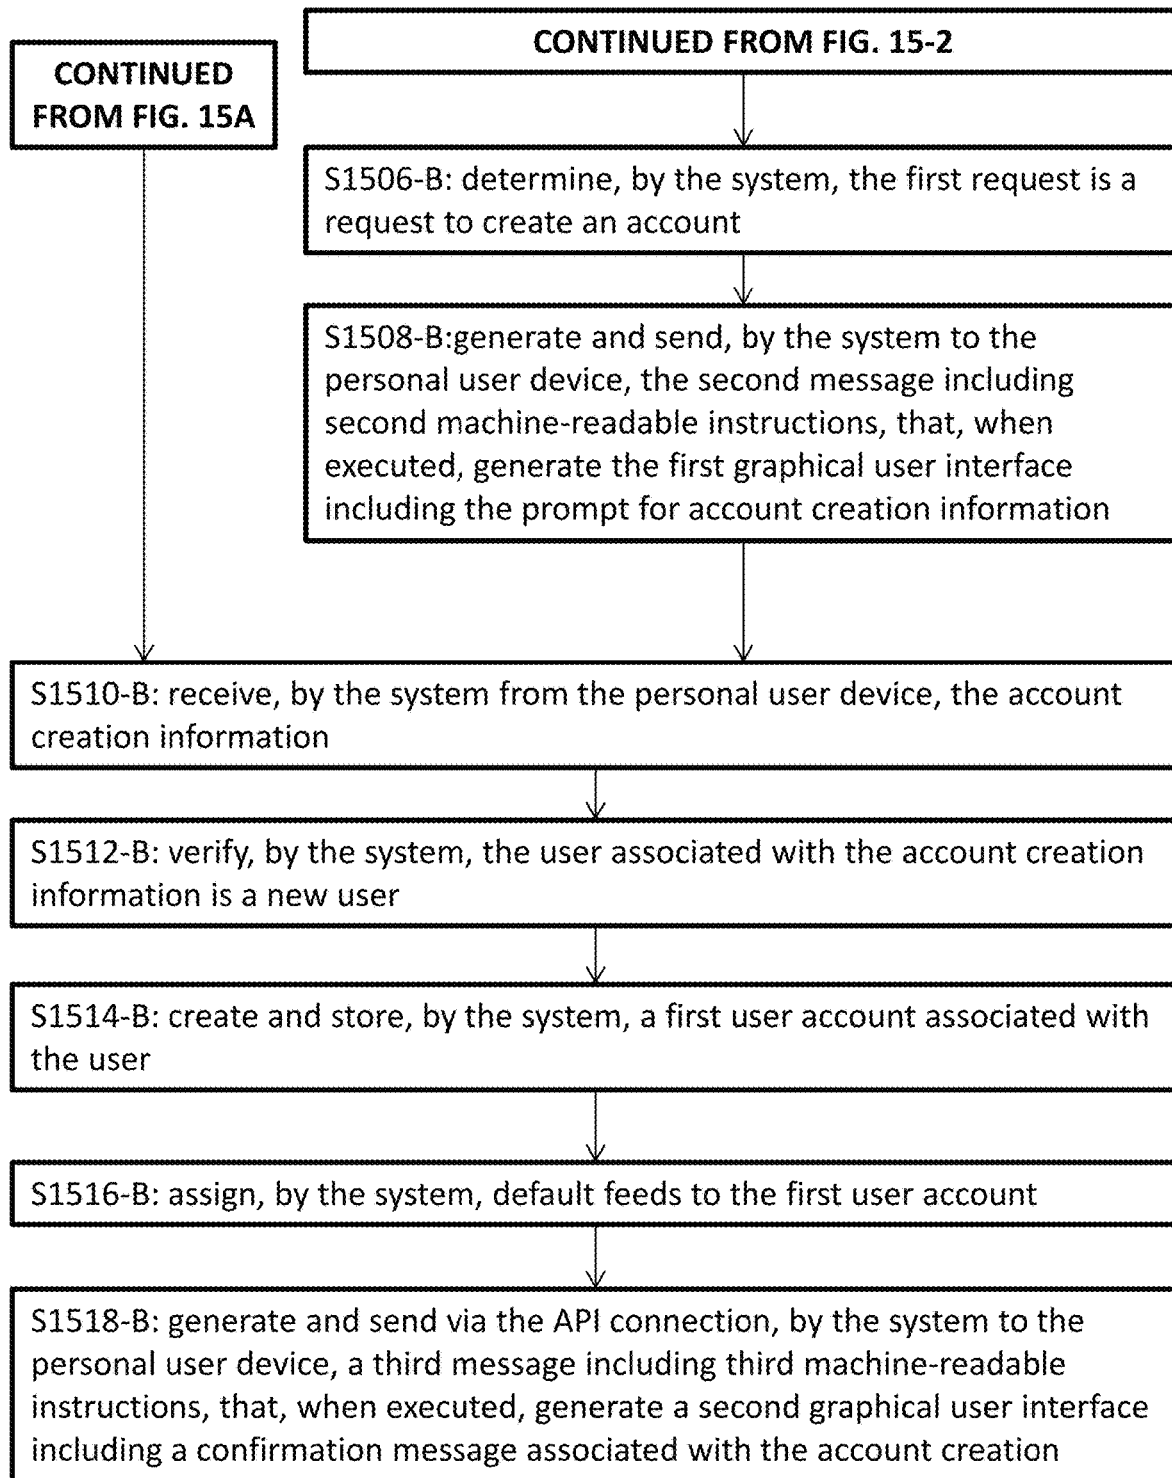 CONTINUED FROM FIG. 15-2
CONTINUED
FROM FIG. 15A
S1506-B: determine, by the system, the first request is a
request to create an account
S1508-B:generate and send, by the system to the
personal user device, the second message including
second machine-readable instructions, that, when
executed, generate the first graphical user interface
including the prompt for account creation information
S1510-B: receive, by the system from the personal user device, the account
creation information
S1512-B: verify, by the system, the user associated with the account creation
information is a new user
S1514-B: create and store, by the system, a first user account associated with
the user
S1516-B: assign, by the system, default feeds to the first user account
S1518-B: generate and send via the API connection, by the system to the
personal user device, a third message including third machine-readable
instructions, that, when executed, generate a second graphical user interface
including a confirmation message associated with the account creation